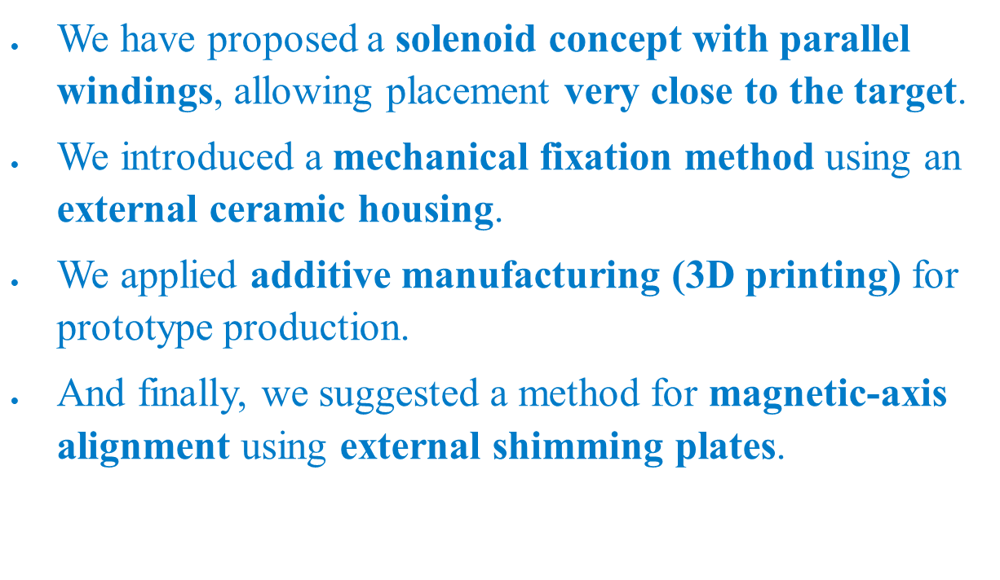 • We have proposed a solenoid concept with parallel
windings, allowing placement very close to the target.
• We introduced a mechanical fixation method using an
external ceramic housing.
• We applied additive manufacturing (3D printing) for
prototype production.
• And finally, we suggested a method for magnetic-axis
alignment using external shimming plates.